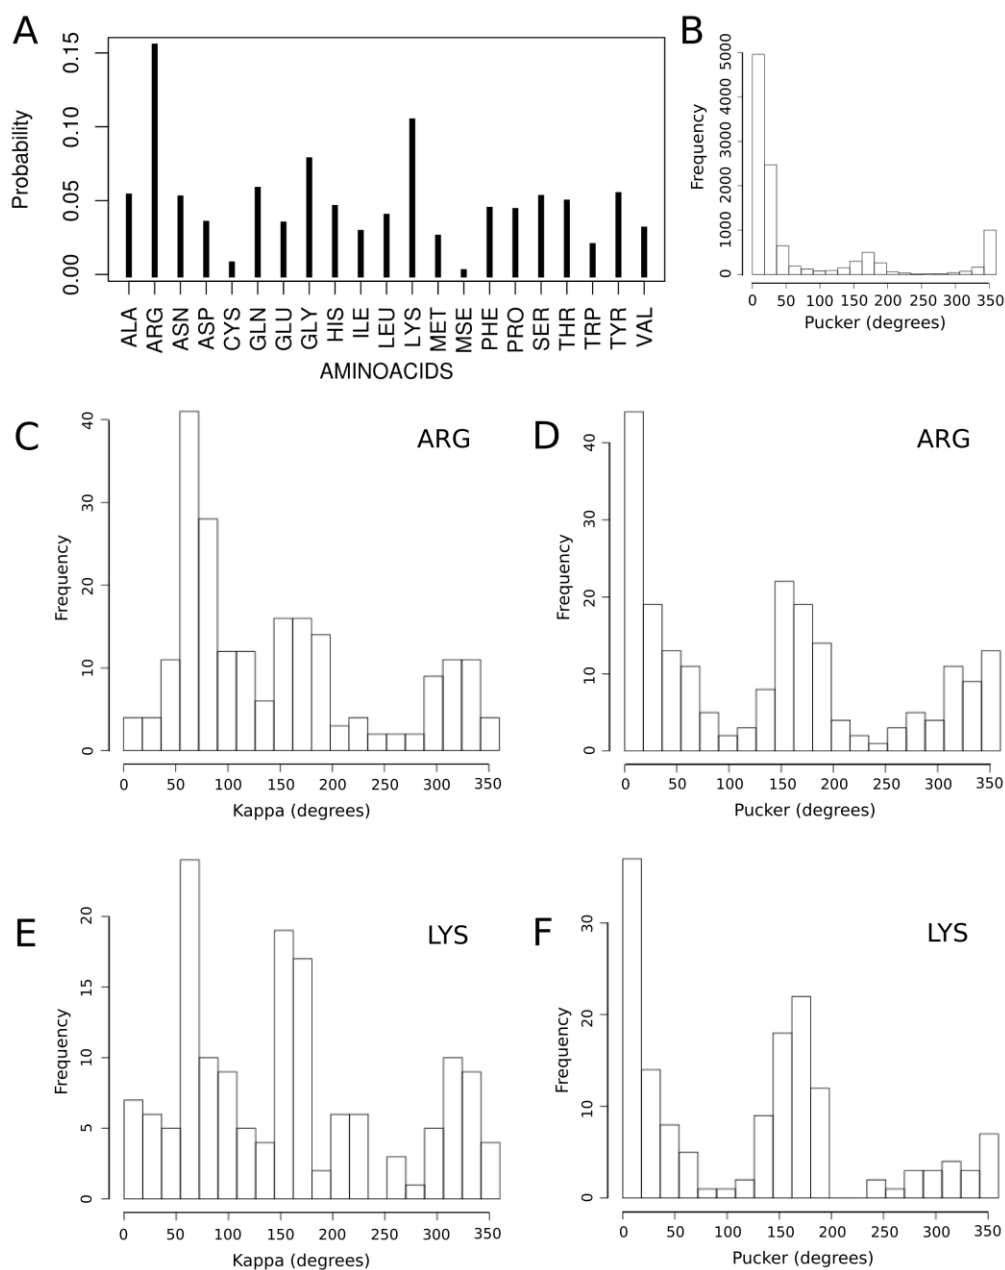 A
Probability
0.15
0.10
0.05
0.00
ALA
ARG
ASN
ASP
CYS
GLN
GLU
GLY
HIS
ILE
LEU
LYS
MET
MSE
PHE
PRO
SER
THR
TRP
TYR
VAL
AMINOACIDS
B
Frequency
5000
4000
3000
2000
1000
0
0 50 150 250 350
Pucker (degrees)
C
ARG
Frequency
40
30
20
10
0
0 50 100 150 200 250 300 350
Kappa (degrees)
D
ARG
Frequency
40
30
20
10
0
0 50 100 150 200 250 300 350
Pucker (degrees)
E
LYS
Frequency
20
15
10
5
0
0 50 100 150 200 250 300 350
Kappa (degrees)
F
LYS
Frequency
30
20
10
0
0 50 100 150 200 250 300 350
Pucker (degrees)